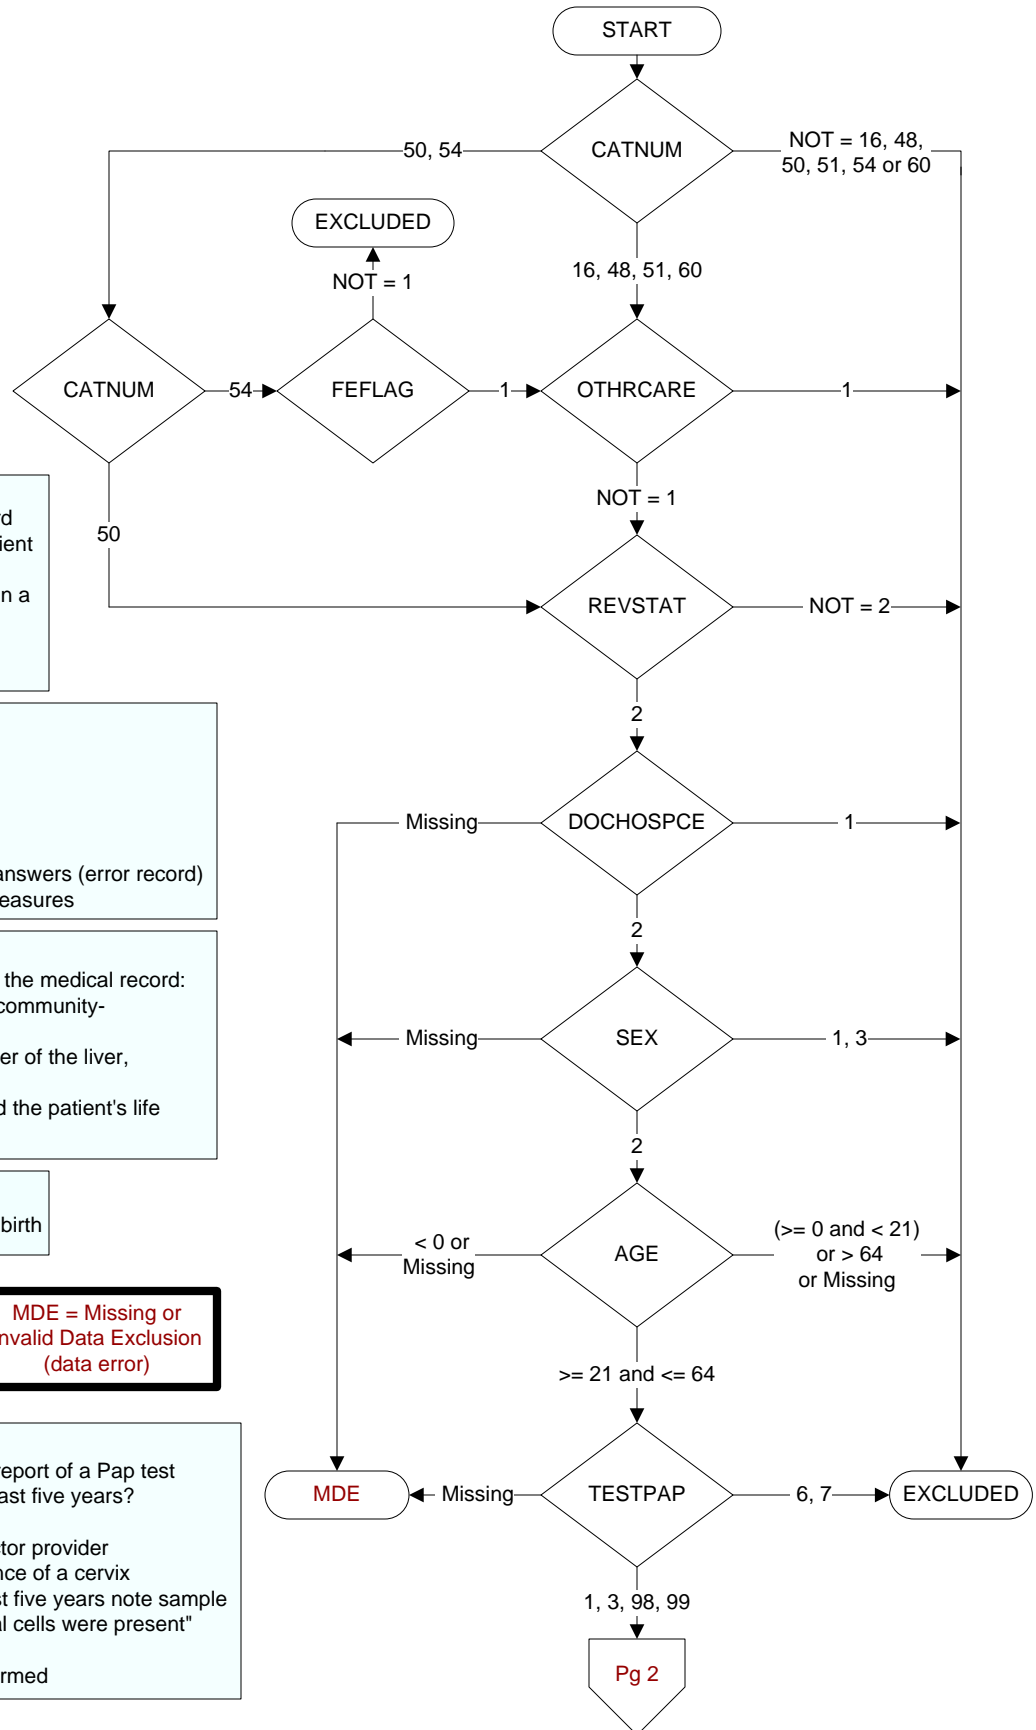 START
CATNUM
50, 54
NOT = 16, 48,
50, 51, 54 or 60
EXCLUDED
NOT = 1
16, 48, 51, 60
CATNUM
54
FEFLAG
1
OTHRCARE
1
50
NOT = 1
REVSTAT
NOT = 2
2
Missing
DOCHOSPCE
1
2
Missing
SEX
1, 3
2
< 0 or
Missing
AGE
(>= 0 and < 21)
or > 64
or Missing
>= 21 and <= 64
MDE
Missing
TESTPAP
6, 7
EXCLUDED
1, 3, 98, 99
Pg 2
n a
answers (error record)
the medical record:
community-
er of the liver,
the patient's life
birth
MDE = Missing or
nvalid Data Exclusion
(data error)
report of a Pap test
ast five years?
ctor provider
nce of a cervix
st five years note sample
al cells were present"
rmed